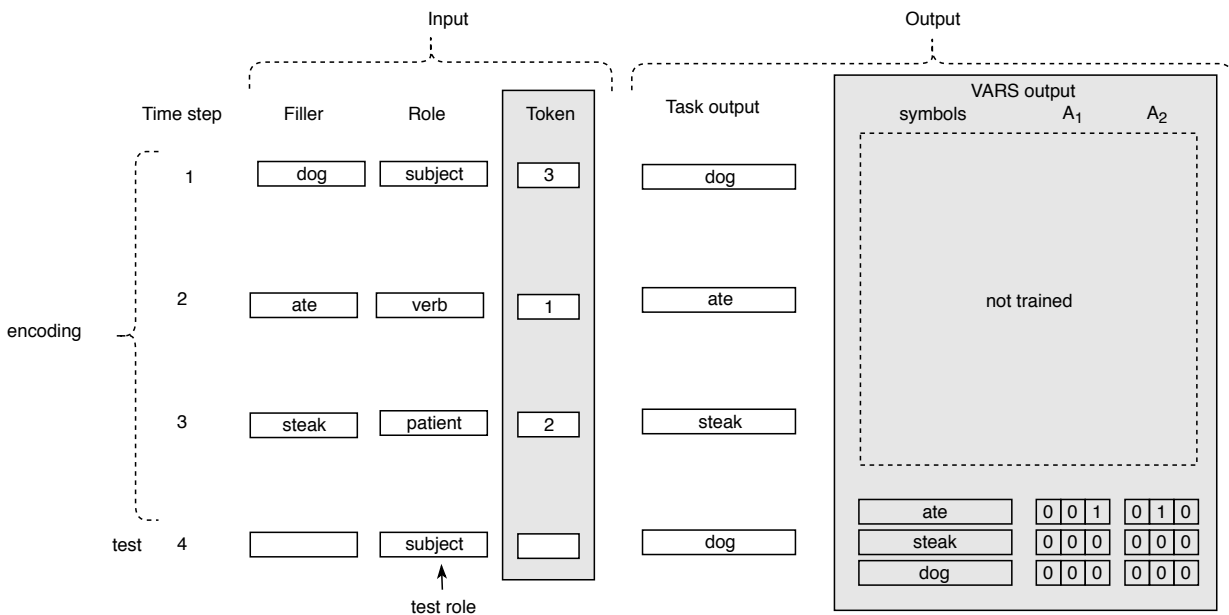 Input
Output
Time step
Filler
Role
Token
Task output
VARS output
symbols
A1
A2
1
dog
subject
3
dog
2
ate
verb
1
ate
not trained
encoding
3
steak
patient
2
steak
ate
0 0 1
0 1 0
test
4
subject
dog
steak
0 0 0
0 0 0
dog
0 0 0
0 0 0
test role